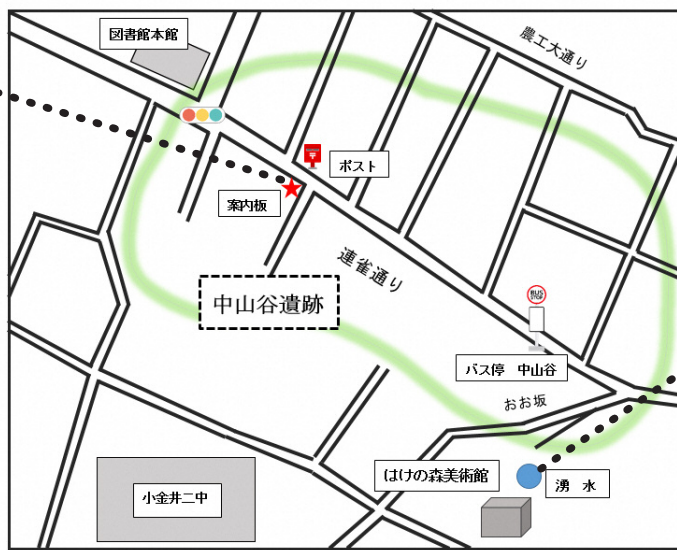 図書館本館
農工大通り
ポスト
案内板
連雀通り
中山谷遺跡
BUS
STOP
バス停 中山谷
おお坂
はけの森美術館
湧 水
小金井二中